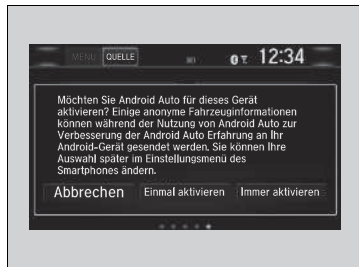 MENU QUELLE 12:34
Möchten Sie Android Auto für dieses Gerät
aktivieren? Einige anonyme Fahrzeuginformationen
können während der Nutzung von Android Auto zur
Verbesserung der Android Auto Erfahrung an Ihr
Android-Gerät gesendet werden. Sie können Ihre
Auswahl später im Einstellungsmenü des
Smartphones ändern.
Abbrechen Einmal aktivieren Immer aktivieren